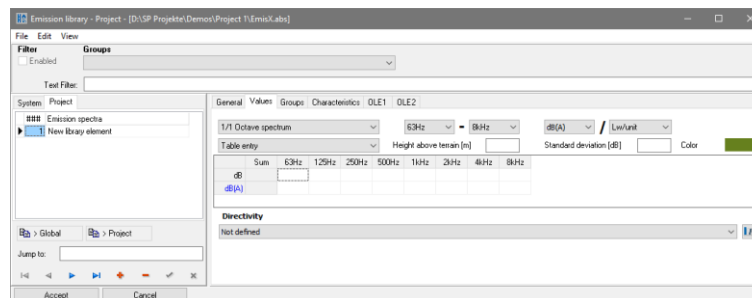 Emission library - Project - [D:\SP Projekte\Demos\Project 1\EmisX.abs]
File Edit View
Filter Groups
Enabled
Text Filter:
System Project
### Emission spectra
1 New library element
> Global > Project
Jump to:
Accept Cancel
General Values Groups Characteristics OLE1 OLE2
1/1 Octave spectrum 63Hz - 8kHz dB(A) / Lw/unit
Table entry Height above terrain [m] Standard deviation [dB] Color
Sum 63Hz 125Hz 250Hz 500Hz 1kHz 2kHz 4kHz 8kHz
dB
dB(A)
Directivity
Not defined